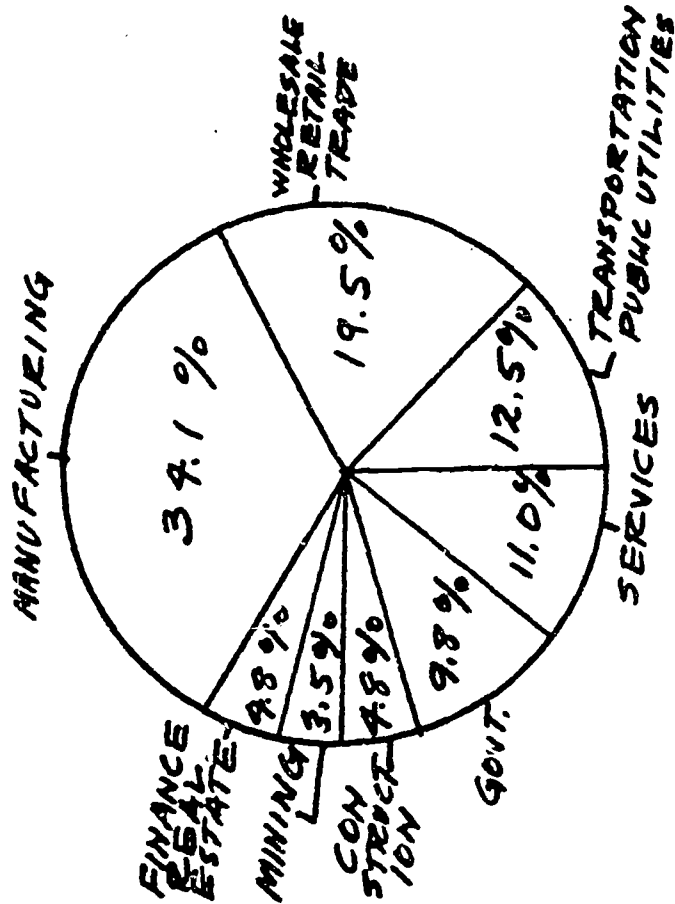 MANUFACTURING
34.1%
WHOLESALE
RETAIL
TRADE
19.5%
TRANSPORTATION
PUBLIC UTILITIES
12.5%
SERVICES
11.0%
GOVT.
9.8%
CON
STRUCT
ION
4.8%
MINING
3.5%
FINANCE
REAL
ESTATE
4.8%